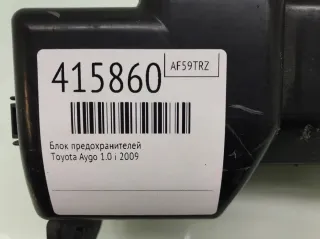 415860
AF59TRZ
Блок предохранителей
Toyota Aygo 1.0 i 2009